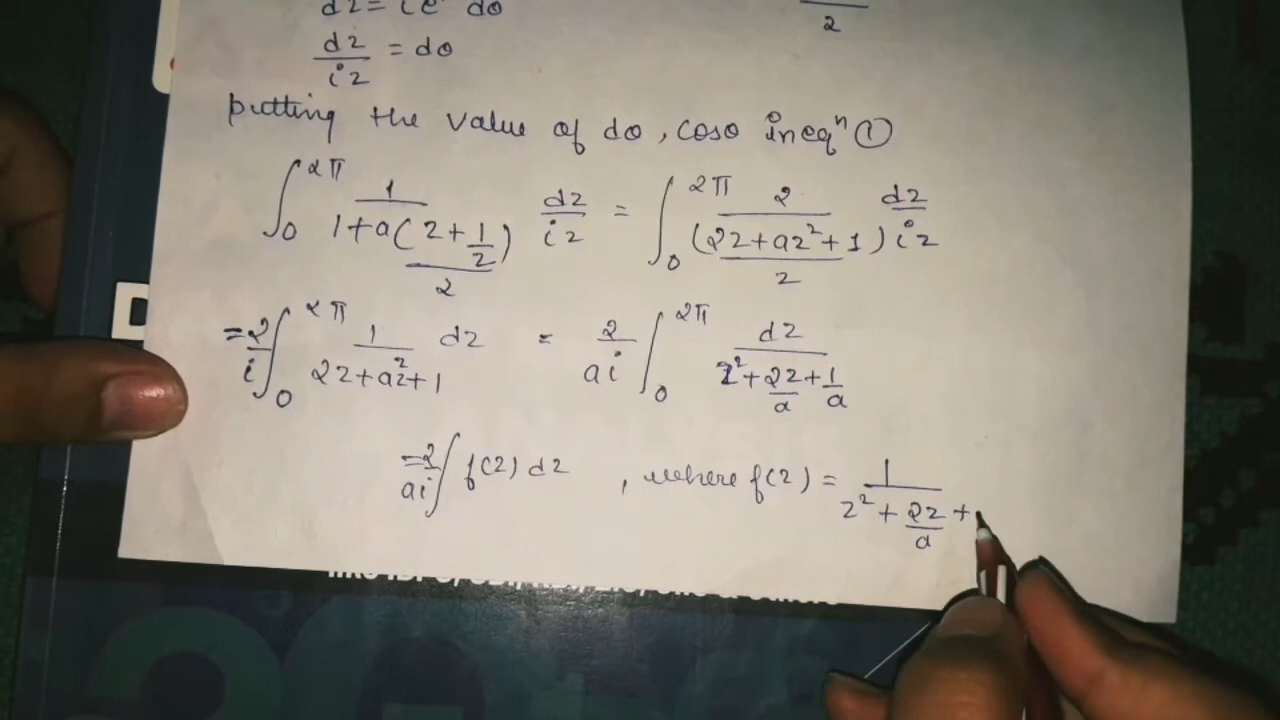 dz = ie dθ
2
dz/iz = dθ
putting the value of dθ, cosθ in eqⁿ ①
∫₀^2π 1/(1+a(z+1/z)/2) dz/iz = ∫₀^2π 2/((2z+az²+1)/2) dz/iz
= 2/i ∫₀^2π 1/(2z+az²+1) dz = 2/ai ∫₀^2π dz/(z²+2z/a+1/a)
= 2/ai ∫ f(z) dz , where f(z) = 1/(z² + 2z/a +